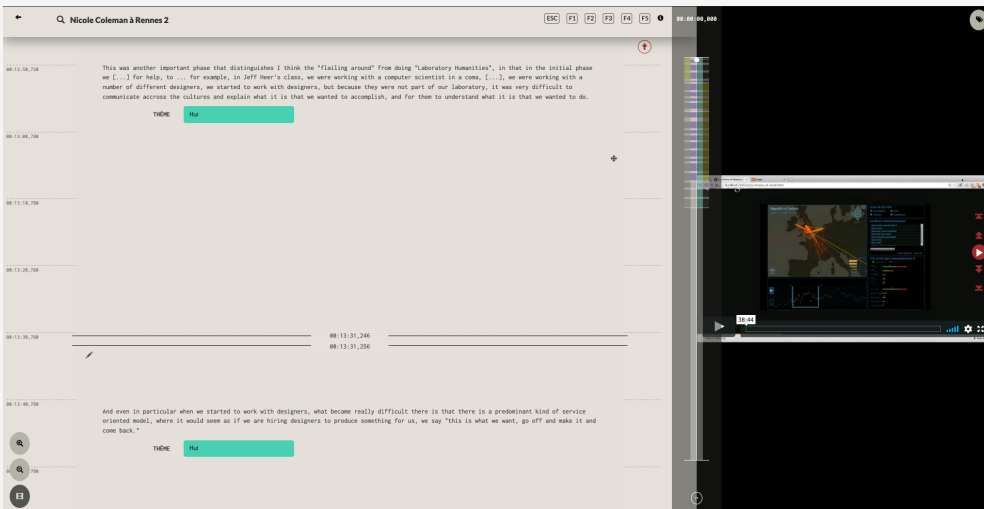 Nicole Coleman à Rennes 2
ESC F1 F2 F3 F4 F5
00:00:00,000
00:12:50,720
This was another important phase that distinguishes I think the "flailing around" from doing "Laboratory Humanities", in that in the initial phase
we [...] for help, to ... for example, in Jeff Heer's class, we were working with a computer scientist in a coma, [...], we were working with a
number of different designers, we started to work with designers, but because they were not part of our laboratory, it was very difficult to
communicate accross the cultures and explain what it is that we wanted to accomplish, and for them to understand what it is that we wanted to do.
THÈME Hui
00:13:00,700
00:13:10,700
00:13:20,700
00:13:30,700
00:13:31,246
00:13:31,256
38:44
00:13:40,700
And even in particular when we started to work with designers, what became really difficult there is that there is a predominant kind of service
oriented model, where it would seem as if we are hiring designers to produce something for us, we say "this is what we want, go off and make it and
come back."
THÈME Hui